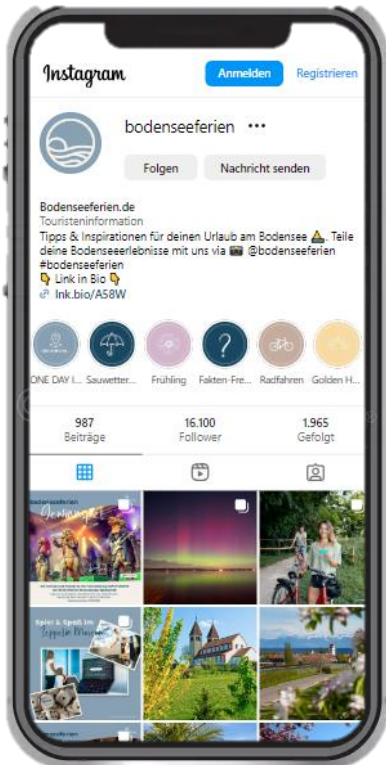 Instagram
Anmelden
Registrieren
bodenseeferien
Folgen
Nachricht senden
Bodenseeferien.de
Touristeninformation
Tipps & Inspirationen für deinen Urlaub am Bodensee ⛵. Teile
deine Bodenseeerlebnisse mit uns via 📷 @bodenseeferien
#bodenseeferien
👇 Link in Bio 👇
lnk.bio/A58W
ONE DAY I...
Sauwetter...
Frühling
Fakten-Fre...
Radfahren
Golden H...
987
16.100
1.965
Beiträge
Follower
Gefolgt
bodenseeferien
Gewinnspiel
Spiel & Spaß im
Zeppelin Museum